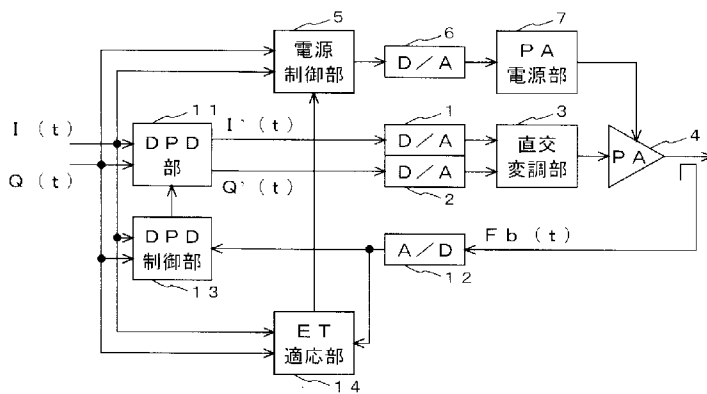 5
電源
制御部
6
D/A
7
PA
電源部
I (t)
Q (t)
11
DPD
部
I' (t)
Q' (t)
1
D/A
D/A
2
3
直交
変調部
4
PA
DPD
制御部
13
A/D
12
Fb (t)
ET
適応部
14